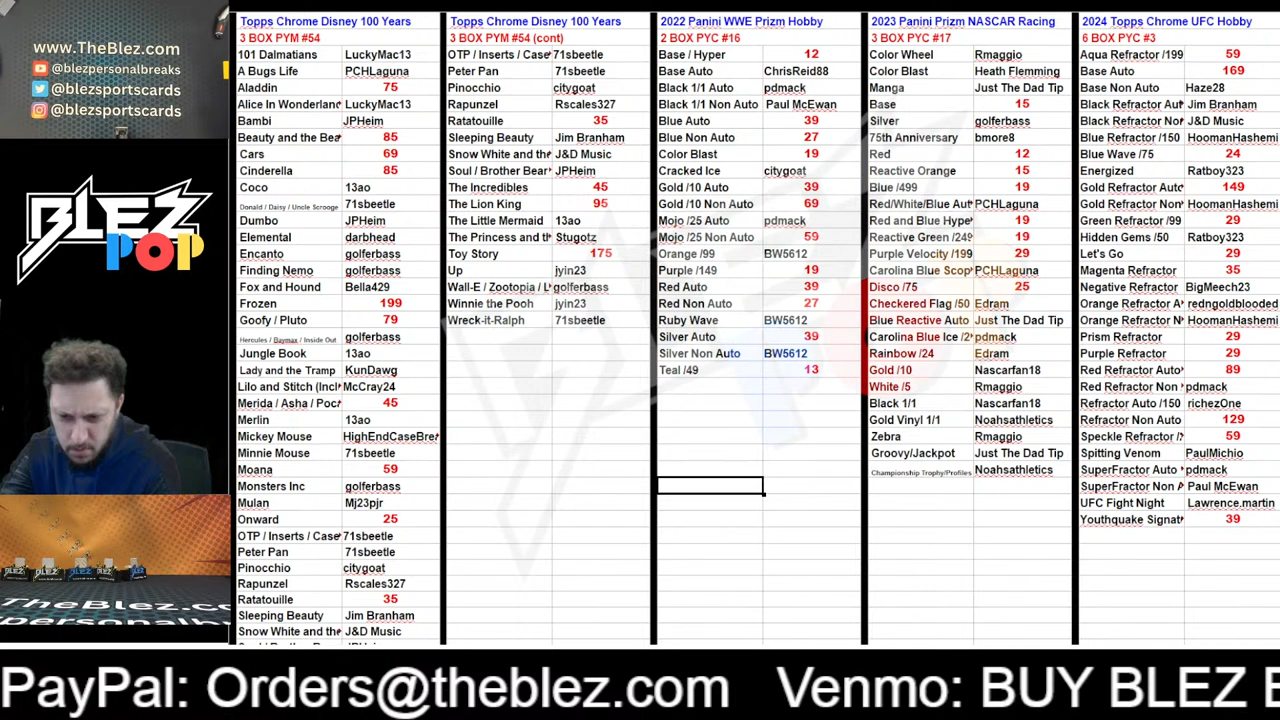 www.TheBlez.com
@blezpersonalbreaks
@blezsportscards
@blezsportscards
BLEZ
POP
TheBlez.co
Topps Chrome Disney 100 Years
3 BOX PYM #54
101 Dalmatians LuckyMac13
A Bugs Life PCHLaguna
Aladdin 75
Alice In Wonderlan LuckyMac13
Bambi JPHeim
Beauty and the Bea 85
Cars 69
Cinderella 85
Coco 13ao
Donald / Daisy / Uncle Scrooge 71sbeetle
Dumbo JPHeim
Elemental darbhead
Encanto golferbass
Finding Nemo golferbass
Fox and Hound Bella429
Frozen 199
Goofy / Pluto 79
Hercules / Baymax / Inside Out golferbass
Jungle Book 13ao
Lady and the Tramp KunDawg
Lilo and Stitch (Incl McCray24
Merida / Asha / Poc 45
Merlin 13ao
Mickey Mouse HighEndCaseBre
Minnie Mouse 71sbeetle
Moana 59
Monsters Inc golferbass
Mulan Mj23pjr
Onward 25
OTP / Inserts / Case 71sbeetle
Peter Pan 71sbeetle
Pinocchio citygoat
Rapunzel Rscales327
Ratatouille 35
Sleeping Beauty Jim Branham
Snow White and the J&D Music
Topps Chrome Disney 100 Years
3 BOX PYM #54 (cont)
OTP / Inserts / Case 71sbeetle
Peter Pan 71sbeetle
Pinocchio citygoat
Rapunzel Rscales327
Ratatouille 35
Sleeping Beauty Jim Branham
Snow White and the J&D Music
Soul / Brother Bear JPHeim
The Incredibles 45
The Lion King 95
The Little Mermaid 13ao
The Princess and th Stugotz
Toy Story 175
Up jyin23
Wall-E / Zootopia / L golferbass
Winnie the Pooh jyin23
Wreck-it-Ralph 71sbeetle
2022 Panini WWE Prizm Hobby
2 BOX PYC #16
Base / Hyper 12
Base Auto ChrisReid88
Black 1/1 Auto pdmack
Black 1/1 Non Auto Paul McEwan
Blue Auto 39
Blue Non Auto 27
Color Blast 19
Cracked Ice citygoat
Gold /10 Auto 39
Gold /10 Non Auto 69
Mojo /25 Auto pdmack
Mojo /25 Non Auto 59
Orange /99 BW5612
Purple /149 19
Red Auto 39
Red Non Auto 27
Ruby Wave BW5612
Silver Auto 39
Silver Non Auto BW5612
Teal /49 13
2023 Panini Prizm NASCAR Racing
3 BOX PYC #17
Color Wheel Rmaggio
Color Blast Heath Flemming
Manga Just The Dad Tip
Base 15
Silver golferbass
75th Anniversary bmore8
Red 12
Reactive Orange 15
Blue /499 19
Red/White/Blue Aut PCHLaguna
Red and Blue Hype 19
Reactive Green /249 19
Purple Velocity /199 29
Carolina Blue Scop PCHLaguna
Disco /75 25
Checkered Flag /50 Edram
Blue Reactive Auto Just The Dad Tip
Carolina Blue Ice /2 pdmack
Rainbow /24 Edram
Gold /10 Nascarfan18
White /5 Rmaggio
Black 1/1 Nascarfan18
Gold Vinyl 1/1 Noahsathletics
Zebra Rmaggio
Groovy/Jackpot Just The Dad Tip
Championship Trophy/Profiles Noahsathletics
2024 Topps Chrome UFC Hobby
6 BOX PYC #3
Aqua Refractor /199 59
Base Auto 169
Base Non Auto Haze28
Black Refractor Aut Jim Branham
Black Refractor Nor J&D Music
Blue Refractor /150 HoomanHashemi
Blue Wave /75 24
Energized Ratboy323
Gold Refractor Auto 149
Gold Refractor Non HoomanHashemi
Green Refractor /99 29
Hidden Gems /50 Ratboy323
Let's Go 29
Magenta Refractor 35
Negative Refractor BigMeech23
Orange Refractor A redngoldblooded
Orange Refractor N HoomanHashemi
Prism Refractor 29
Purple Refractor 29
Red Refractor Auto 89
Red Refractor Non pdmack
Refractor Auto /150 richezOne
Refractor Non Auto 129
Speckle Refractor /2 59
Spitting Venom PaulMichio
SuperFractor Auto pdmack
SuperFractor Non A Paul McEwan
UFC Fight Night Lawrence.martin
Youthquake Signat 39
PayPal: Orders@theblez.com Venmo: BUY BLEZ